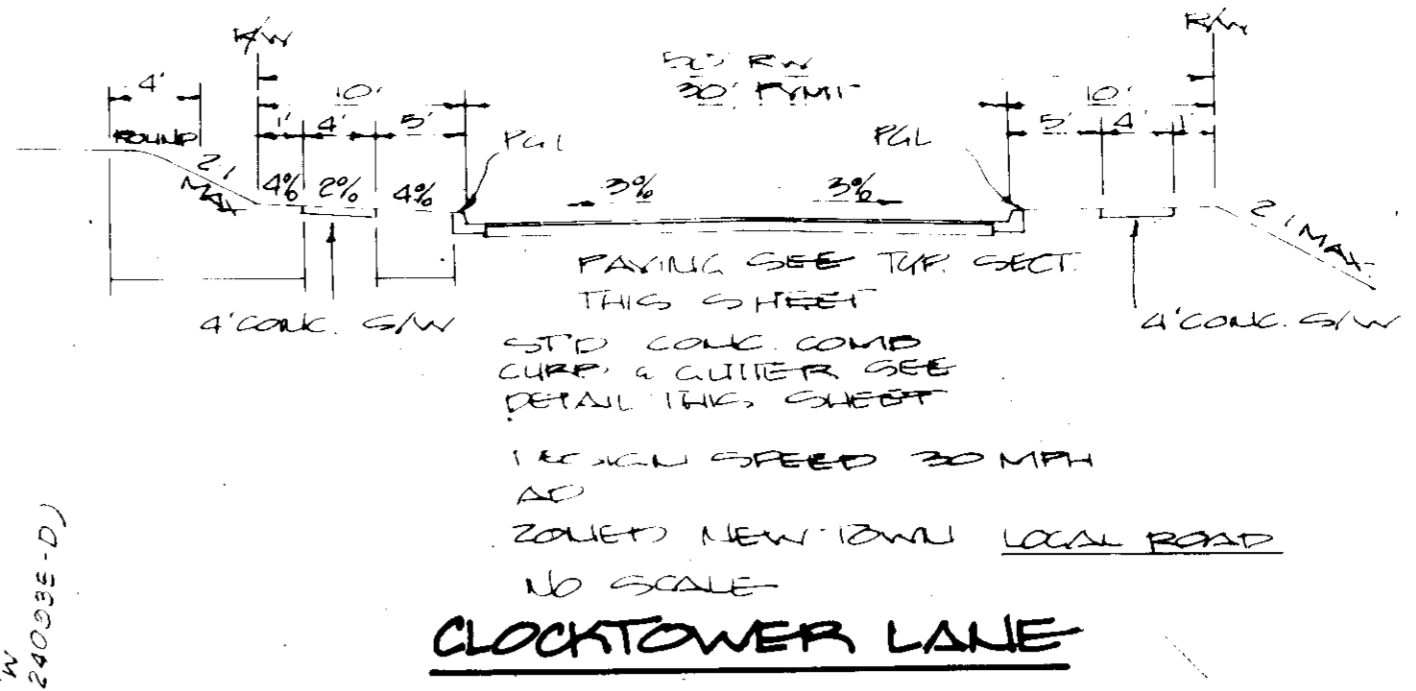 R/W
R/W
50' RW
30' PVMT
4'
10'
10'
1' 4' 5'
5' 4' 1'
ROUND
PGL
PGL
2:1
MAX
4% 2% 4%
3% 3%
2:1 MAX
PAVING SEE TYP. SECT.
THIS SHEET
4' CONC. S/W
4' CONC. S/W
STD CONC. COMB
CURB & GUTTER SEE
DETAIL THIS SHEET
DESIGN SPEED 30 MPH
ZONED NEW TOWN LOCAL ROAD
NO SCALE
CLOCKTOWER LANE
W
24093E-D)